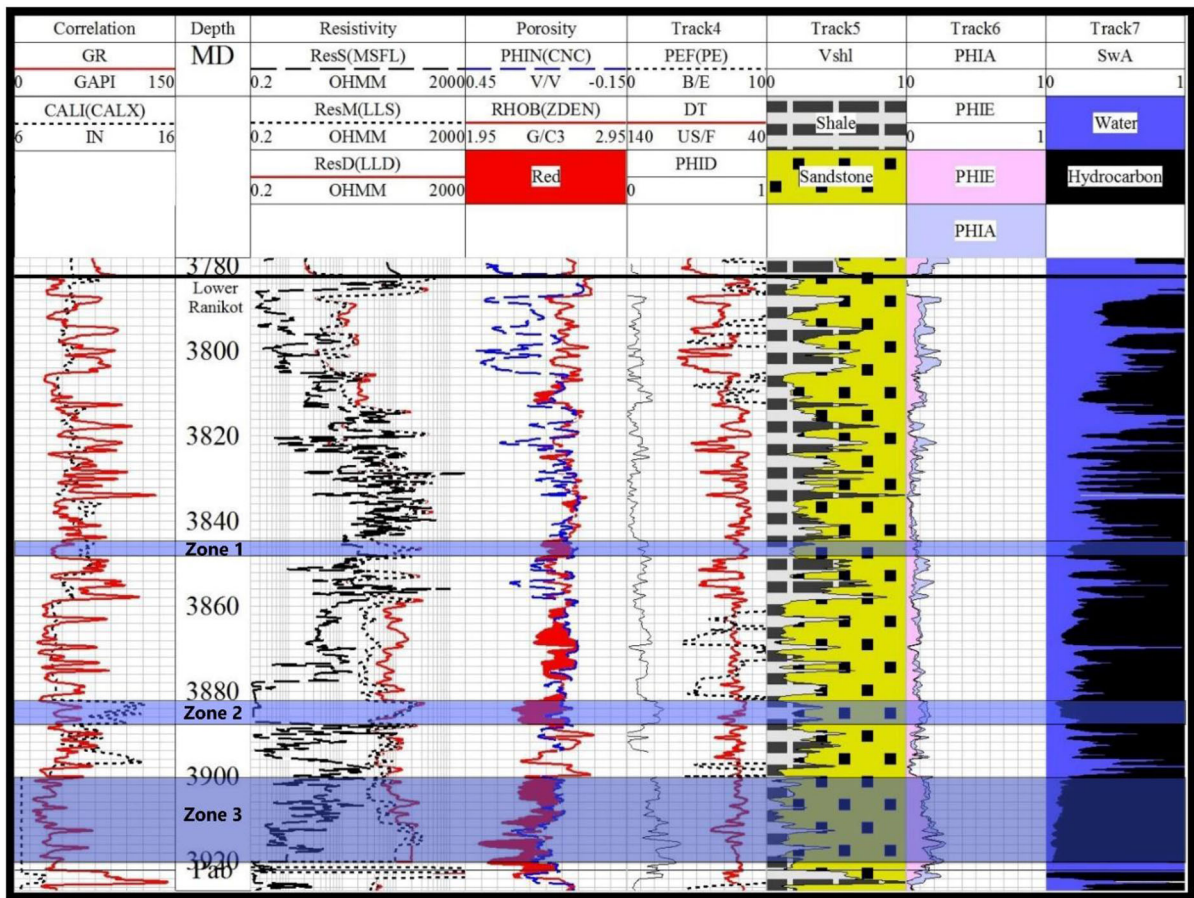 Correlation Depth Resistivity Porosity Track4 Track5 Track6 Track7
GR MD ResS(MSFL) PHIN(CNC) PEF(PE) Vshl PHIA SwA
0 GAPI 150 0.2 OHMM 2000 0.45 V/V -0.15 0 B/E 10 0 1 0 1 0 1
CALI(CALX) ResM(LLS) RHOB(ZDEN) DT Shale PHIE Water
6 IN 16 0.2 OHMM 2000 1.95 G/C3 2.95 140 US/F 40 0 1
ResD(LLD) Red PHID Sandstone PHIE Hydrocarbon
0.2 OHMM 2000 0 1
PHIA
3780
Lower
Ranikot
3800
3820
3840
Zone 1
3860
3880
Zone 2
3900
Zone 3
3920
Pab